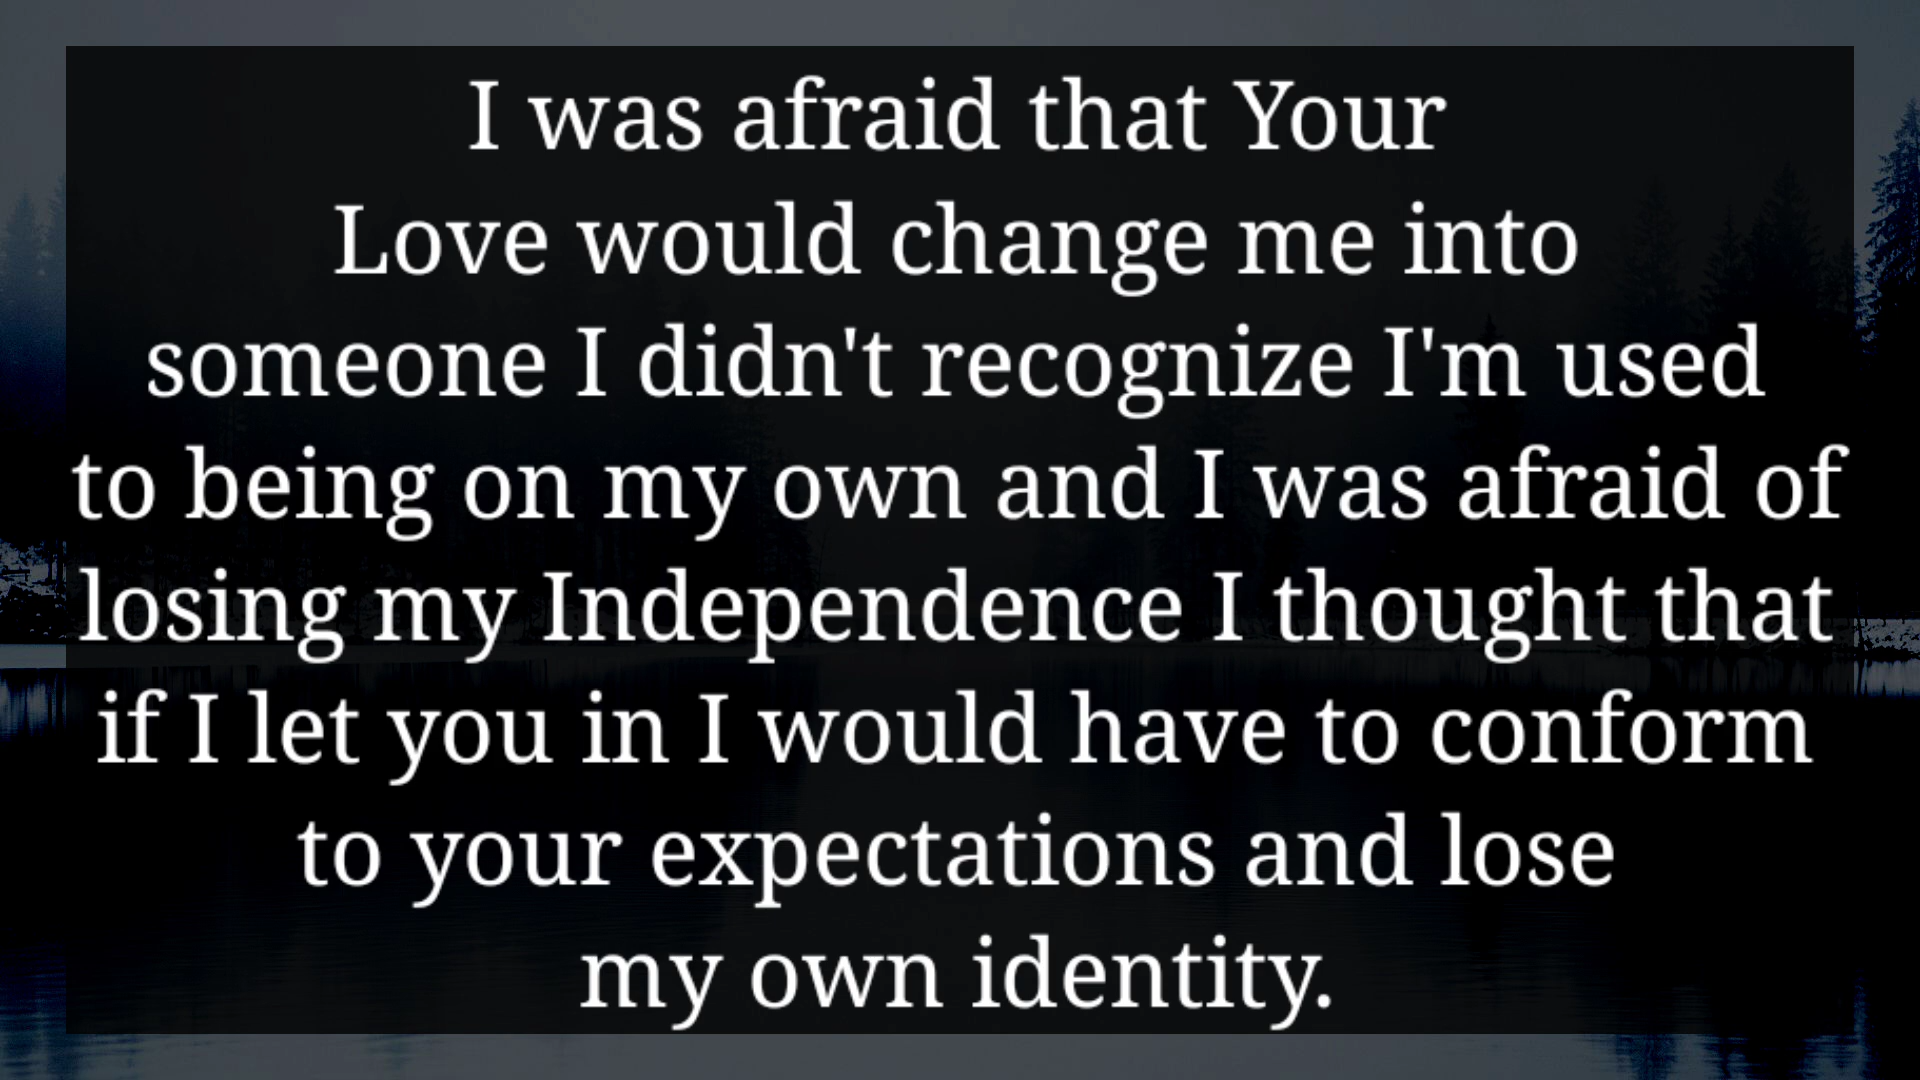 I was afraid that Your
Love would change me into
someone I didn't recognize I'm used
to being on my own and I was afraid of
losing my Independence I thought that
if I let you in I would have to conform
to your expectations and lose
my own identity.